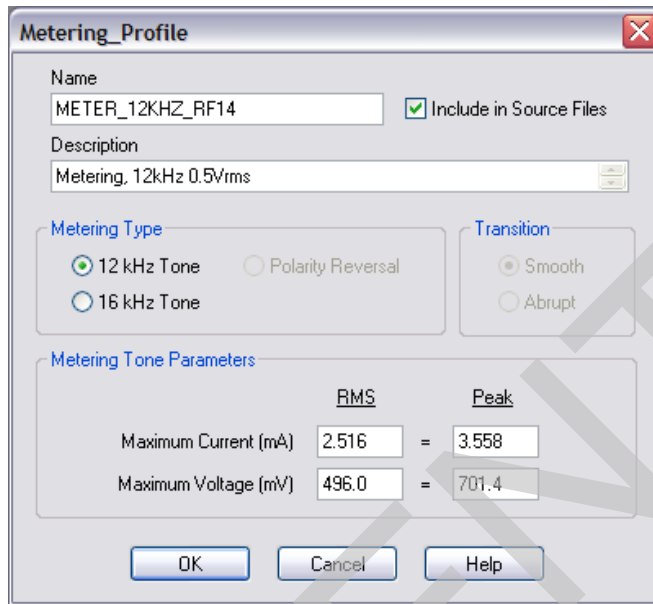 Metering_Profile
Name
METER_12KHZ_RF14
Include in Source Files
Description
Metering, 12kHz 0.5Vrms
Metering Type
Transition
12 kHz Tone
Polarity Reversal
Smooth
16 kHz Tone
Abrupt
Metering Tone Parameters
RMS
Peak
Maximum Current (mA) 2.516 = 3.558
Maximum Voltage (mV) 496.0 = 701.4
OK
Cancel
Help